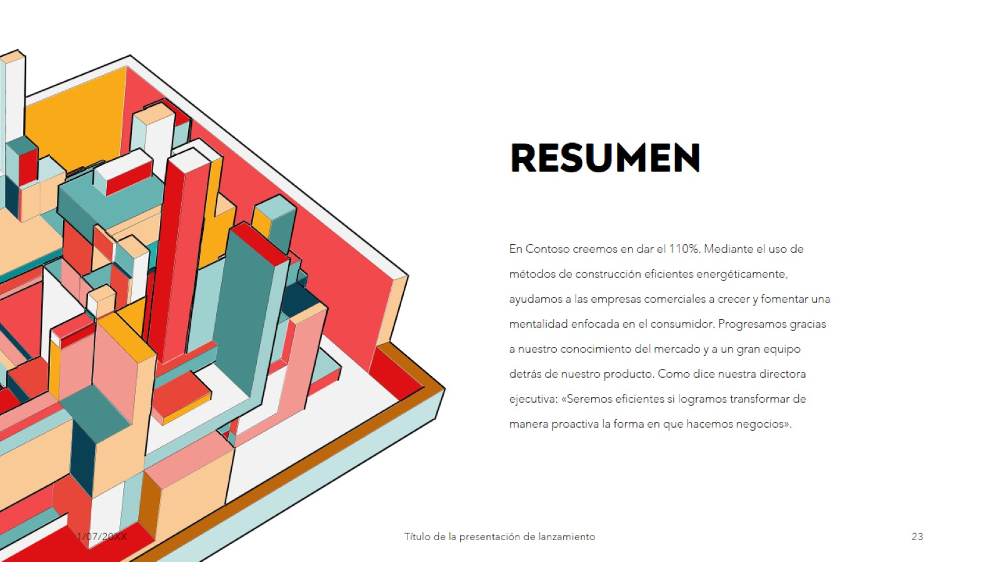 RESUMEN
En Contoso creemos en dar el 110%. Mediante el uso de
métodos de construcción eficientes energéticamente,
ayudamos a las empresas comerciales a crecer y fomentar una
mentalidad enfocada en el consumidor. Progresamos gracias
a nuestro conocimiento del mercado y a un gran equipo
detrás de nuestro producto. Como dice nuestra directora
ejecutiva: «Seremos eficientes si logramos transformar de
manera proactiva la forma en que hacemos negocios».
1/07/20XX
Título de la presentación de lanzamiento
23